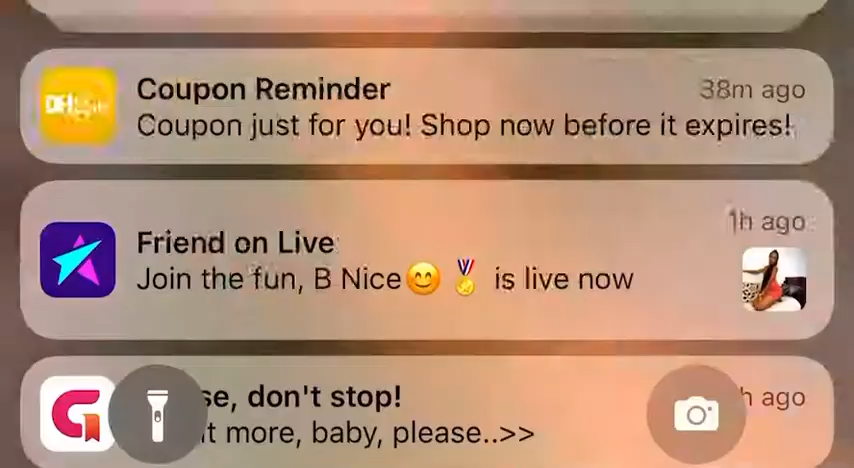 Coupon Reminder
38m ago
Coupon just for you! Shop now before it expires!
1h ago
Friend on Live
Join the fun, B Nice😊🏅 is live now
se, don't stop!
h ago
t more, baby, please..>>